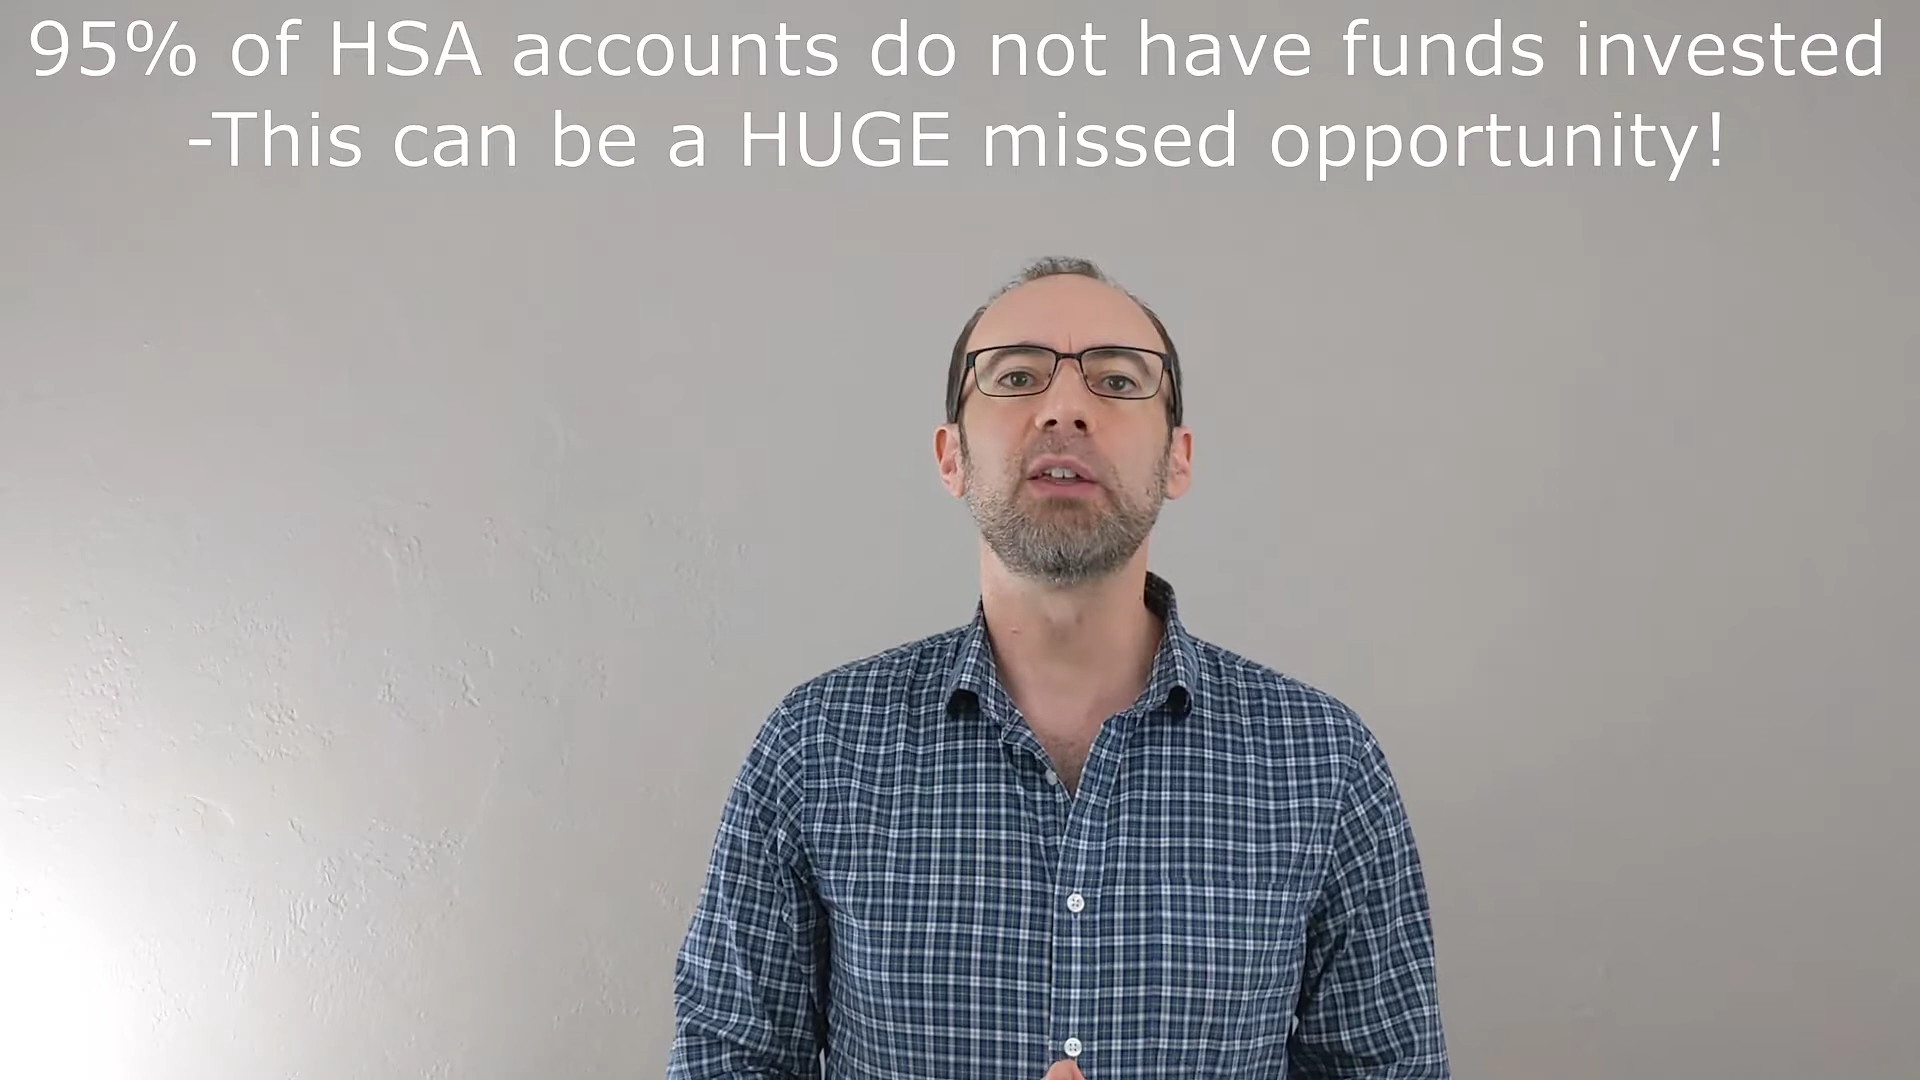 95% of HSA accounts do not have funds invested
-This can be a HUGE missed opportunity!